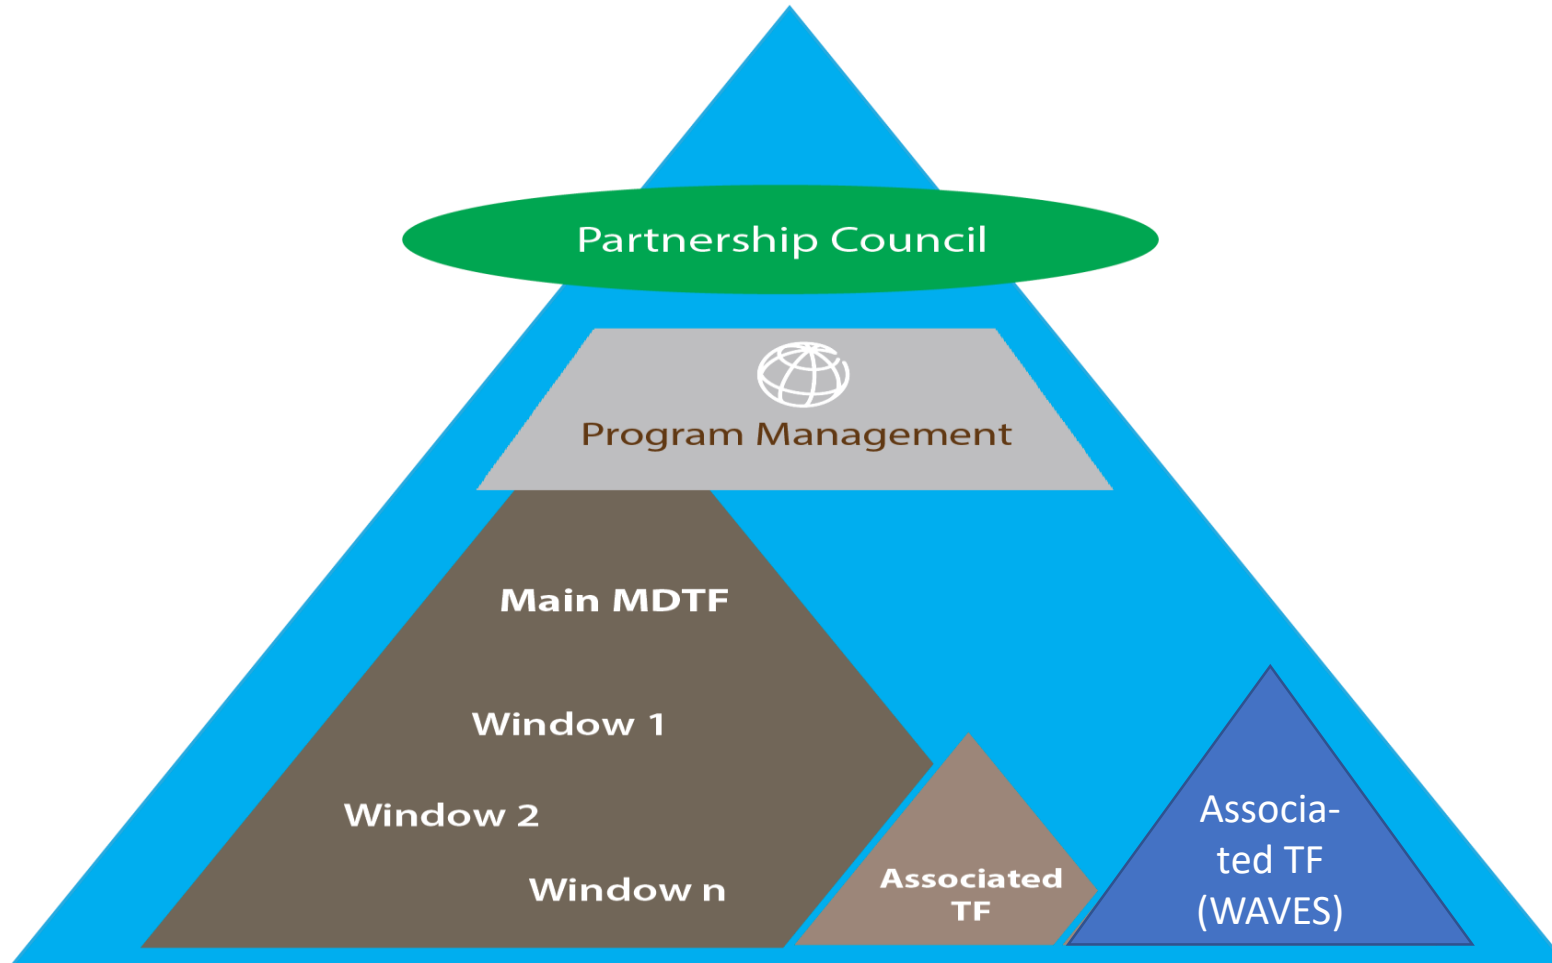 Partnership Council
Program Management
Main MDTF
Window 1
Window 2
Window n
Associated
TF
Associa-
ted TF
(WAVES)